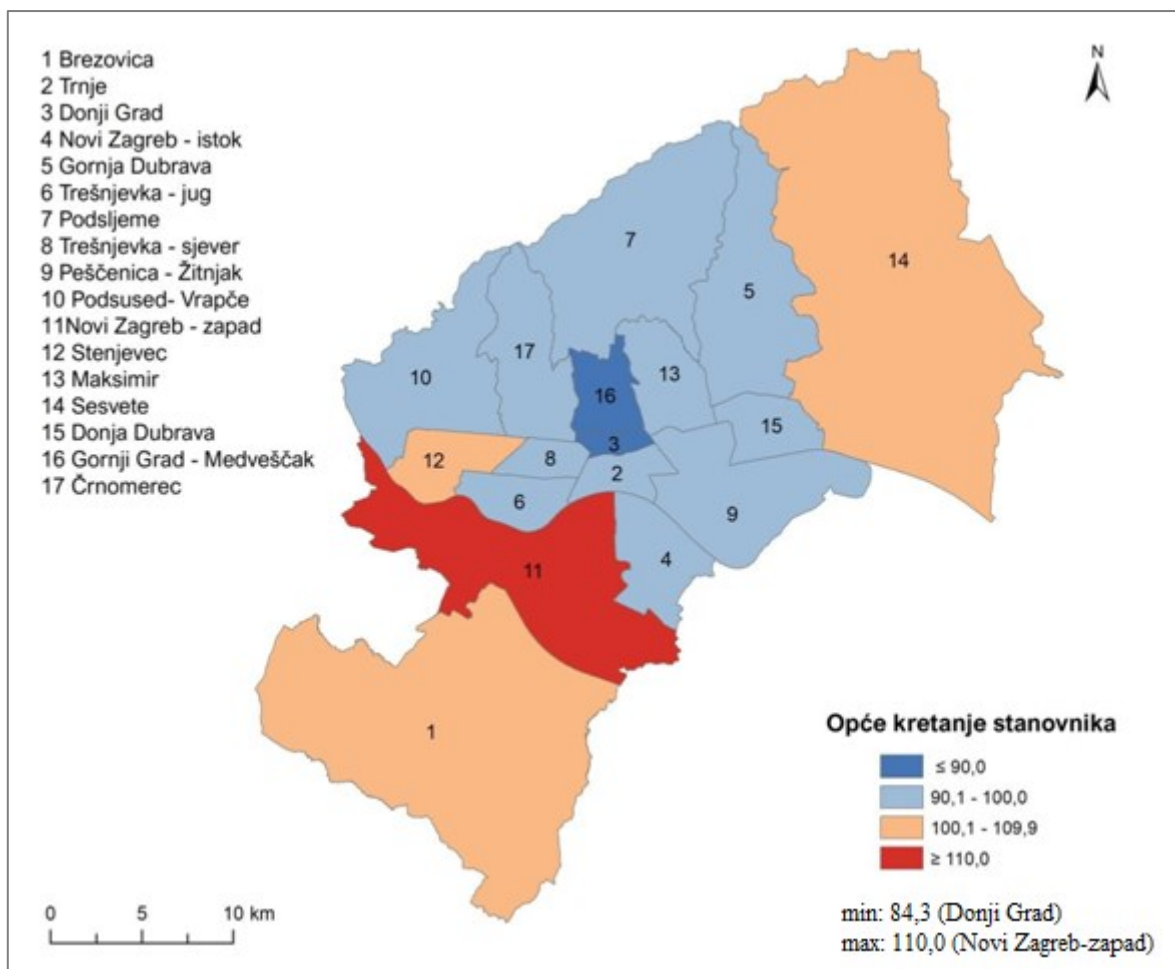 1 Brezovica
2 Trnje
3 Donji Grad
4 Novi Zagreb - istok
5 Gornja Dubrava
6 Trešnjevka - jug
7 Podsljeme
8 Trešnjevka - sjever
9 Peščenica - Žitnjak
10 Podsused- Vrapče
11Novi Zagreb - zapad
12 Stenjevec
13 Maksimir
14 Sesvete
15 Donja Dubrava
16 Gornji Grad - Medveščak
17 Črnomerec
N
7
14
5
17
13
10
16
15
3
12
8
2
6
9
4
11
1
Opće kretanje stanovnika
≤ 90,0
90,1 - 100,0
100,1 - 109,9
≥ 110,0
min: 84,3 (Donji Grad)
max: 110,0 (Novi Zagreb-zapad)
0 5 10 km